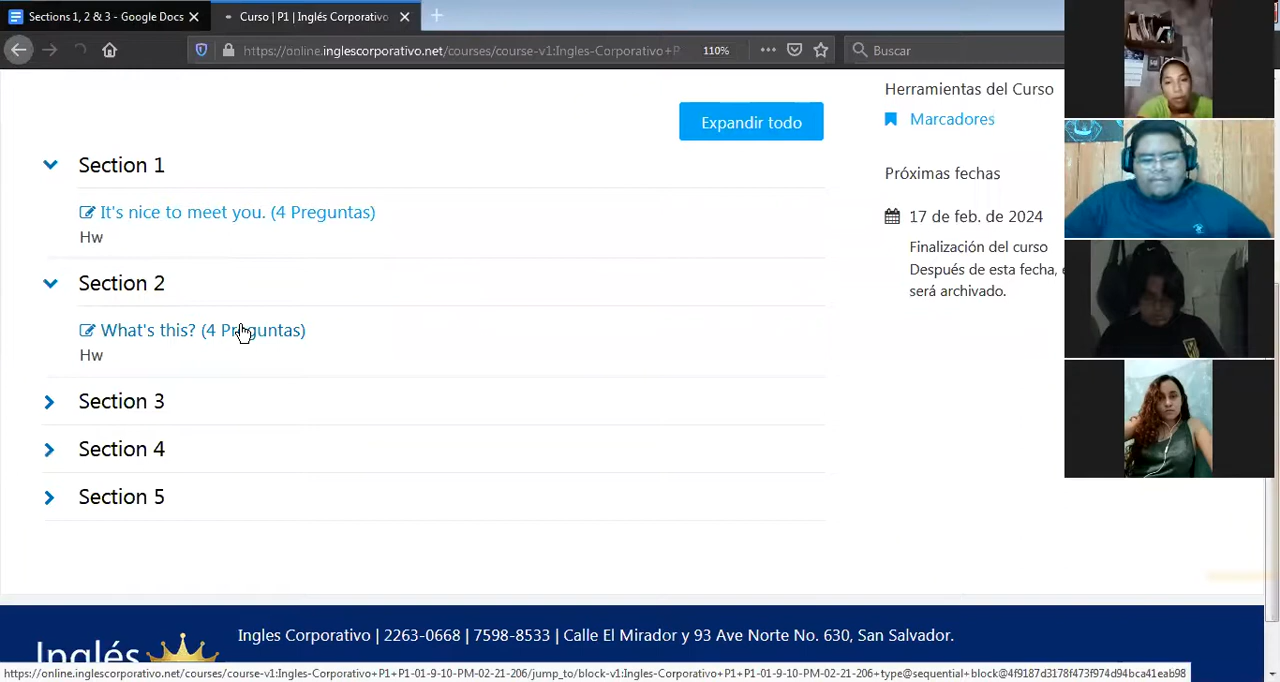 Sections 1, 2 & 3 - Google Docs
Curso | P1 | Inglés Corporativo
https://online.inglescorporativo.net/courses/course-v1:Ingles-Corporativo+P
110%
Buscar
Expandir todo
Section 1
It's nice to meet you. (4 Preguntas)
Hw
Section 2
What's this? (4 Preguntas)
Hw
Section 3
Section 4
Section 5
Herramientas del Curso
Marcadores
Próximas fechas
17 de feb. de 2024
Finalización del curso
Después de esta fecha, e
será archivado.
Inglés
Ingles Corporativo | 2263-0668 | 7598-8533 | Calle El Mirador y 93 Ave Norte No. 630, San Salvador.
https://online.inglescorporativo.net/courses/course-v1:Ingles-Corporativo+P1+P1-01-9-10-PM-02-21-206/jump_to/block-v1:Ingles-Corporativo+P1+P1-01-9-10-PM-02-21-206+type@sequential+block@4f9187d3178f473f974d94bca41eab98